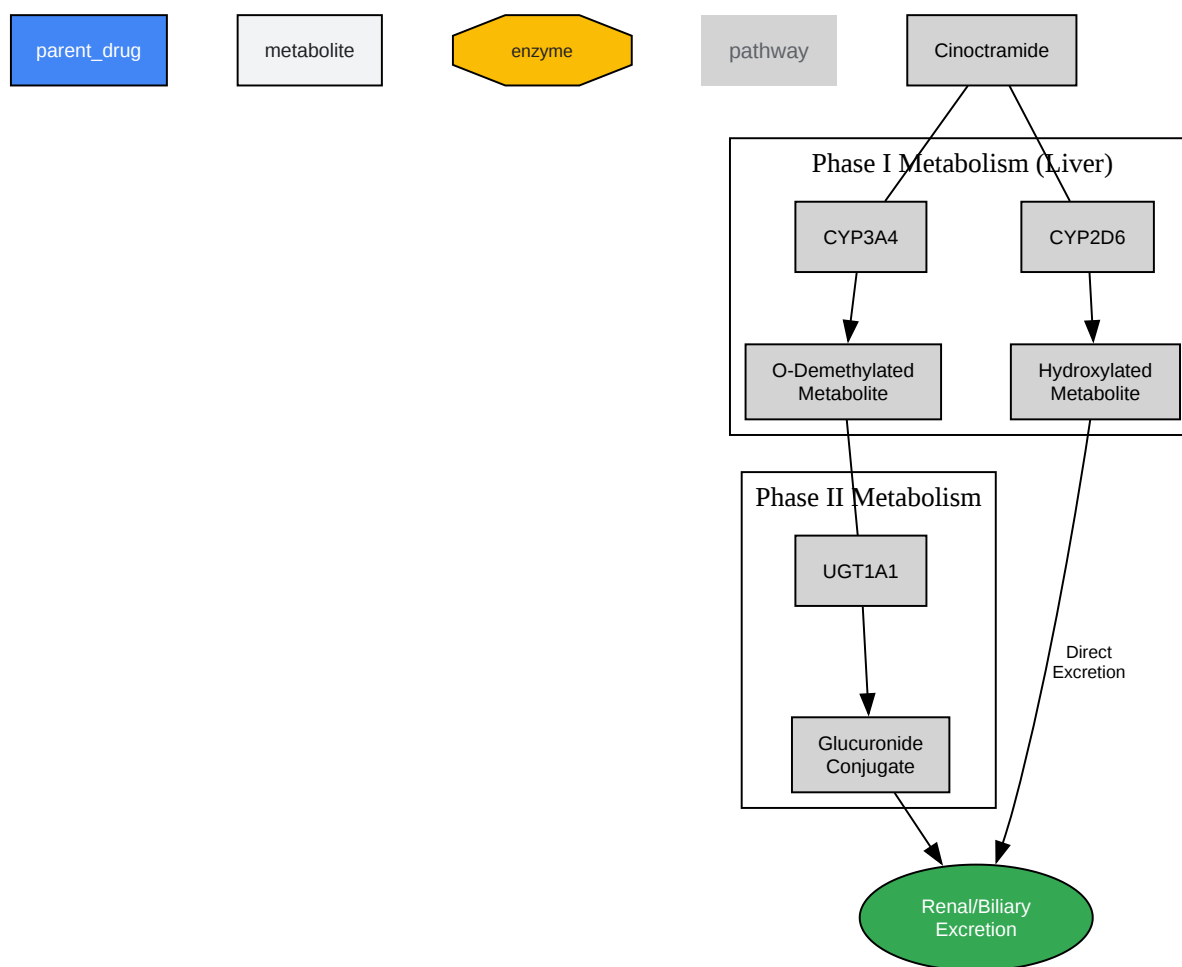 parent_drug
metabolite
enzyme
pathway
Cinoctramide
Phase I Metabolism (Liver)
CYP3A4
CYP2D6
O-Demethylated
Metabolite
Hydroxylated
Metabolite
Phase II Metabolism
UGT1A1
Direct
Excretion
Glucuronide
Conjugate
Renal/Biliary
Excretion